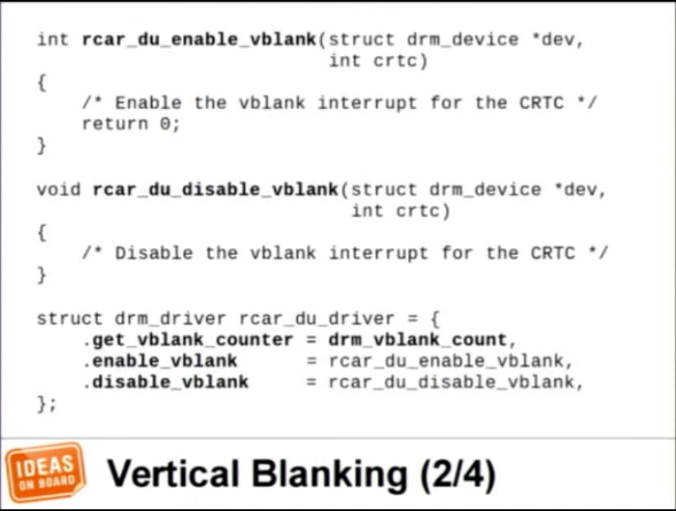 int rcar_du_enable_vblank(struct drm_device *dev,
                          int crtc)
{
    /* Enable the vblank interrupt for the CRTC */
    return 0;
}

void rcar_du_disable_vblank(struct drm_device *dev,
                            int crtc)
{
    /* Disable the vblank interrupt for the CRTC */
}

struct drm_driver rcar_du_driver = {
    .get_vblank_counter = drm_vblank_count,
    .enable_vblank      = rcar_du_enable_vblank,
    .disable_vblank     = rcar_du_disable_vblank,
};
IDEAS
ON BOARD
Vertical Blanking (2/4)